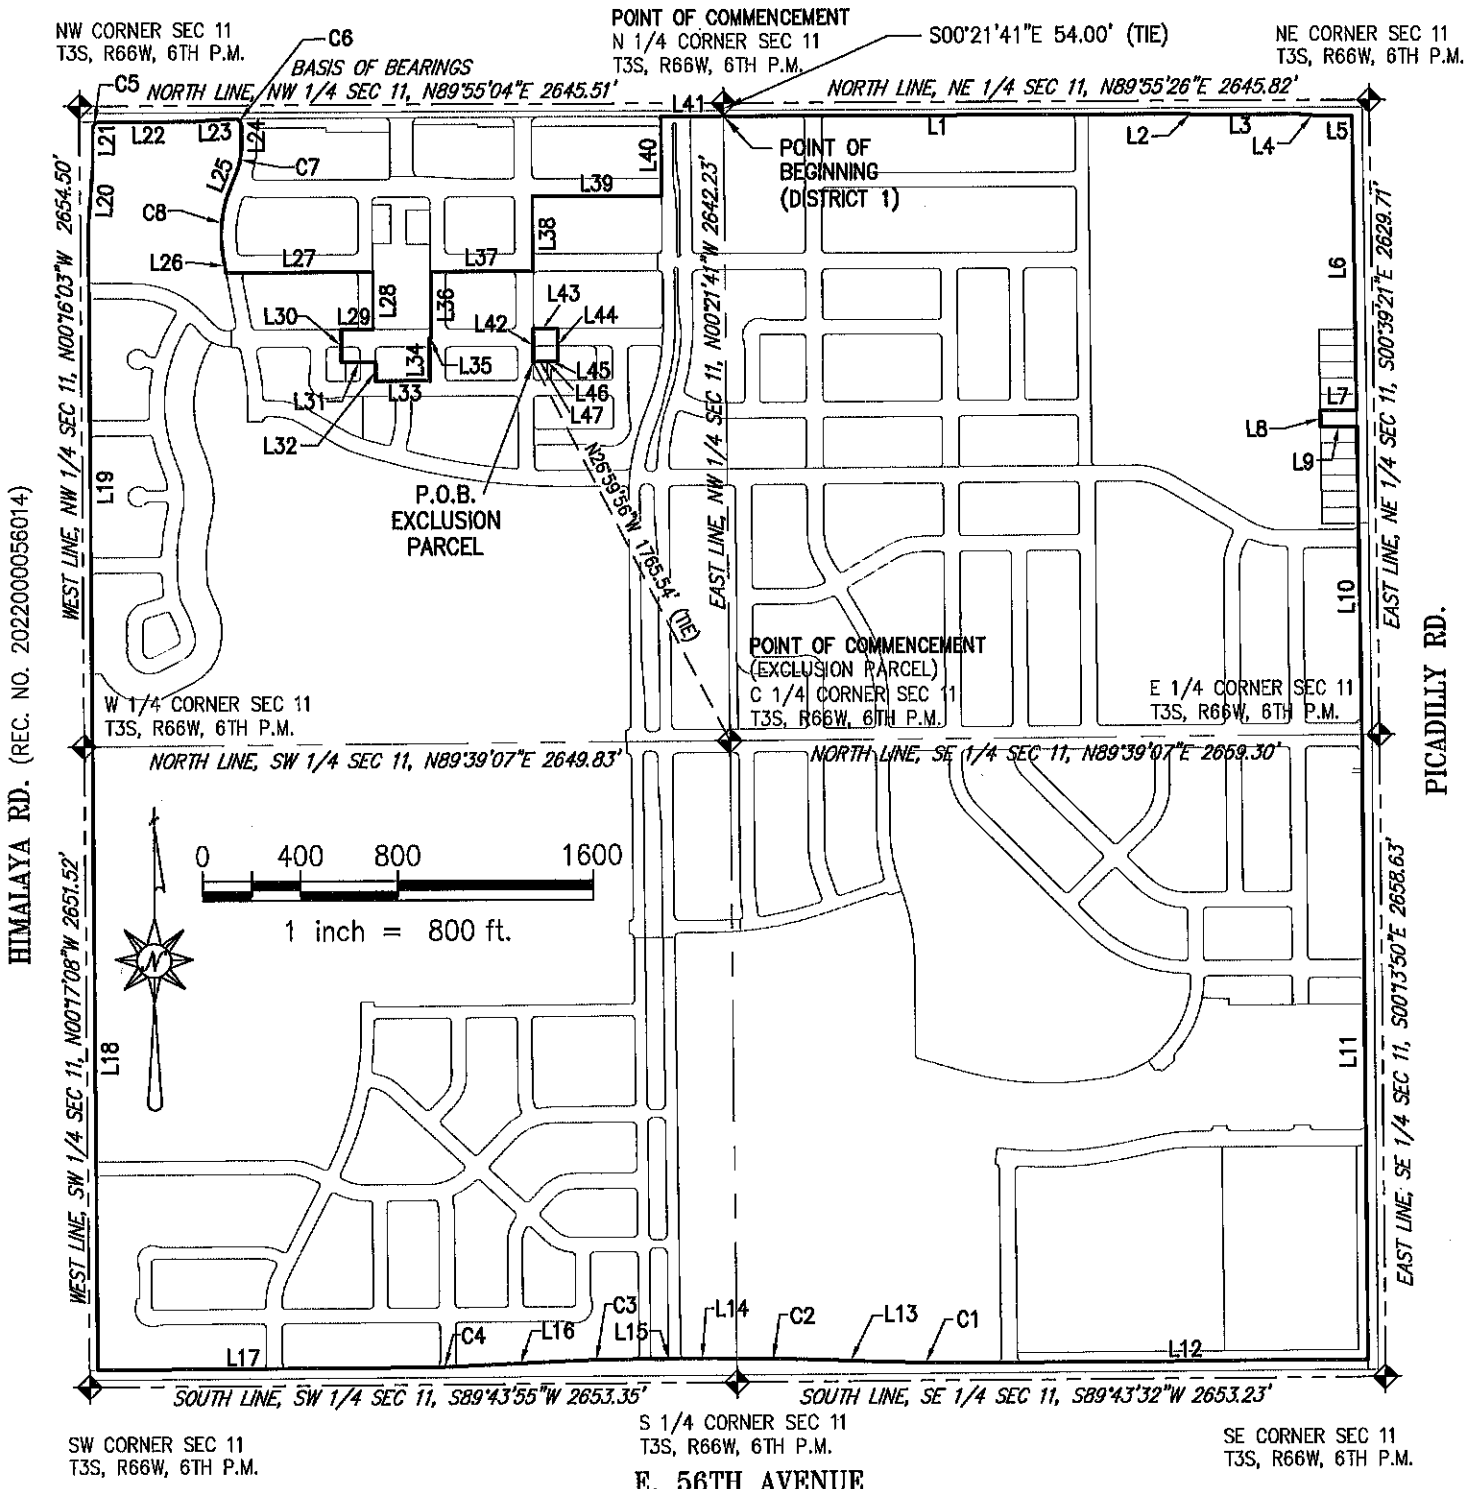 NW CORNER SEC 11
T3S, R66W, 6TH P.M.
C6
POINT OF COMMENCEMENT
N 1/4 CORNER SEC 11
T3S, R66W, 6TH P.M.
S00°21'41"E 54.00' (TIE)
NE CORNER SEC 11
T3S, R66W, 6TH P.M.
BASIS OF BEARINGS
C5
NORTH LINE, NW 1/4 SEC 11, N89°55'04"E 2645.51'
NORTH LINE, NE 1/4 SEC 11, N89°55'26"E 2645.82'
L41
L21
L22
L23
L24
L1
L2
L3
L4
L5
POINT OF
BEGINNING
(DISTRICT 1)
L40
L25
C7
L39
L20
C8
L38
L26
L27
L37
L6
L28
L36
L30
L29
L43
L42
L44
L34
L35
L45
L31
L33
L46
L47
L32
L7
L8
L9
WEST LINE, NW 1/4 SEC 11, N00°16'03"W 2654.50'
EAST LINE, NW 1/4 SEC 11, N00°21'41"W 2642.23'
EAST LINE, NE 1/4 SEC 11, S00°39'21"E 2629.71'
L19
P.O.B.
EXCLUSION
PARCEL
N26°59'56"W 1765.54' (TIE)
L10
POINT OF COMMENCEMENT
(EXCLUSION PARCEL)
C 1/4 CORNER SEC 11
T3S, R66W, 6TH P.M.
W 1/4 CORNER SEC 11
T3S, R66W, 6TH P.M.
E 1/4 CORNER SEC 11
T3S, R66W, 6TH P.M.
NORTH LINE, SW 1/4 SEC 11, N89°39'07"E 2649.83'
NORTH LINE, SE 1/4 SEC 11, N89°39'07"E 2659.30'
HIMALAYA RD. (REC. NO. 2022000056014)
PICADILLY RD.
0 400 800 1600
1 inch = 800 ft.
N
WEST LINE, SW 1/4 SEC 11, N00°17'08"W 2651.52'
L18
L11
EAST LINE, SE 1/4 SEC 11, S00°13'50"E 2658.63'
L17
C4
L16
C3
L15
L14
C2
L13
C1
L12
SOUTH LINE, SW 1/4 SEC 11, S89°43'55"W 2653.35'
SOUTH LINE, SE 1/4 SEC 11, S89°43'32"W 2653.23'
SW CORNER SEC 11
T3S, R66W, 6TH P.M.
S 1/4 CORNER SEC 11
T3S, R66W, 6TH P.M.
SE CORNER SEC 11
T3S, R66W, 6TH P.M.
E. 56TH AVENUE